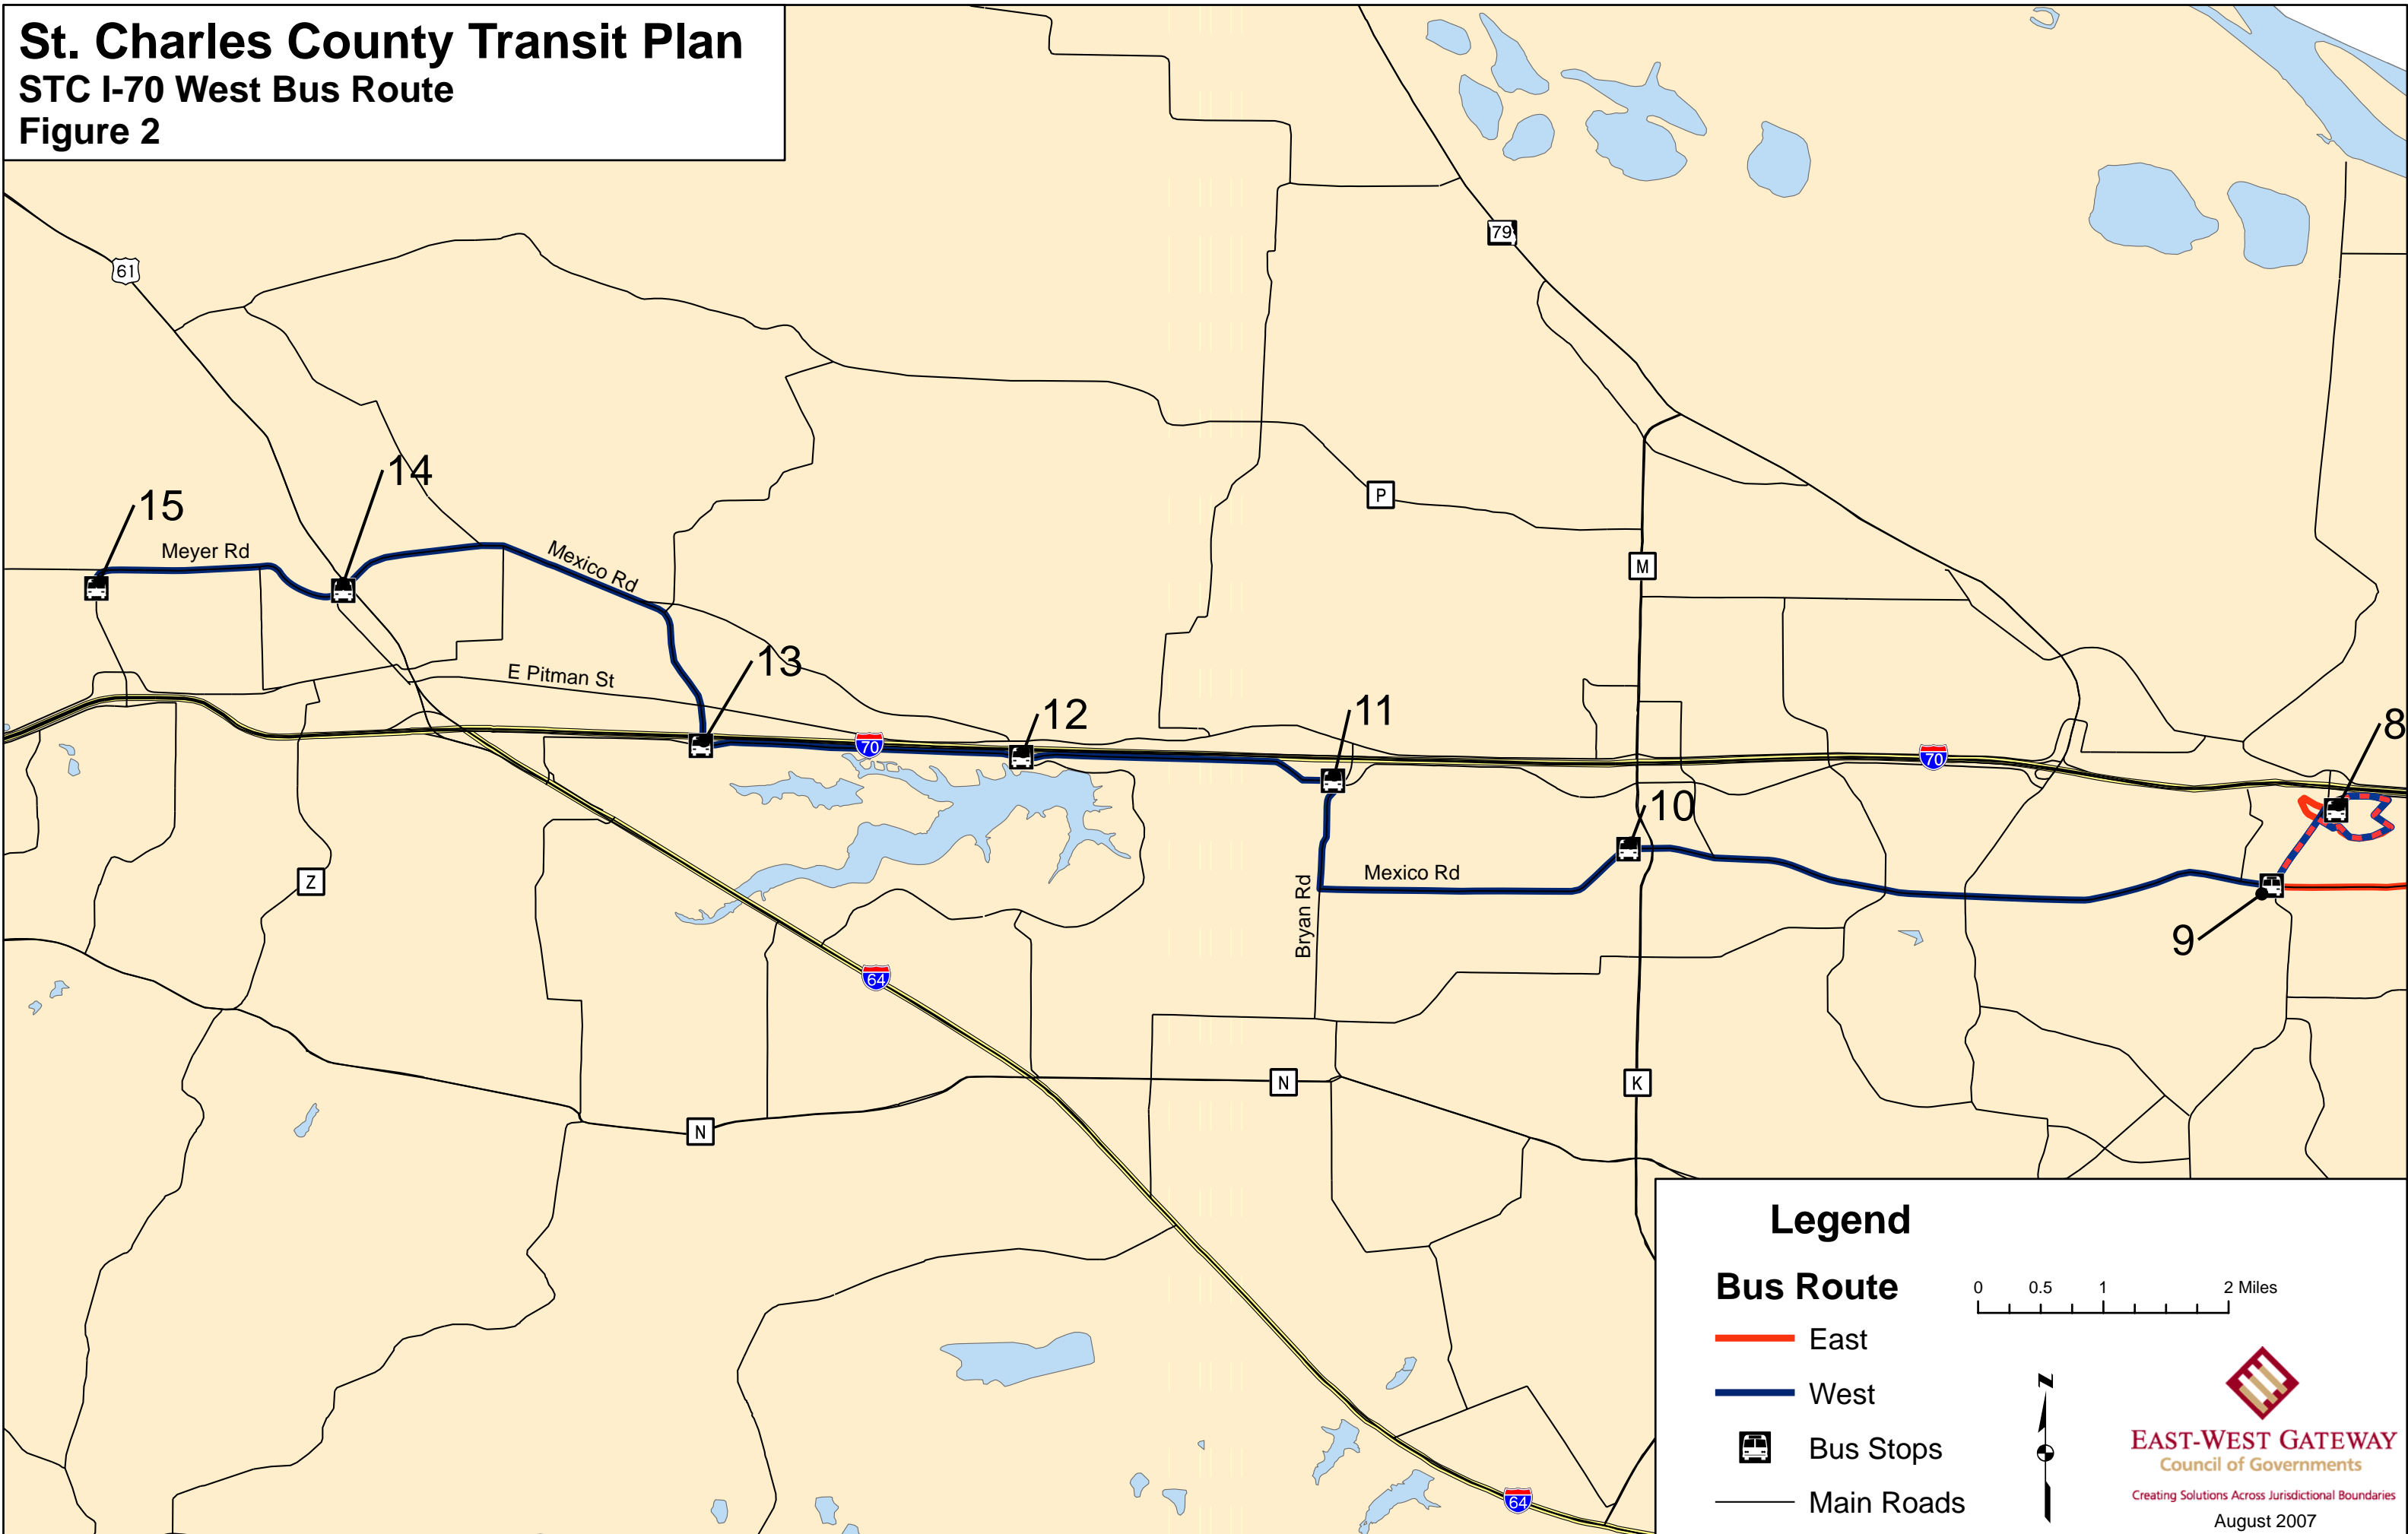 St. Charles County Transit Plan
STC I-70 West Bus Route
Figure 2
79
61
14
15
P
Meyer Rd
Mexico Rd
M
13
E Pitman St
12
11
8
70
70
10
Mexico Rd
Z
Bryan Rd
9
64
N
K
N
Legend
Bus Route
0 0.5 1 2 Miles
East
West
Bus Stops
Main Roads
N
EAST-WEST GATEWAY
Council of Governments
Creating Solutions Across Jurisdictional Boundaries
August 2007
64